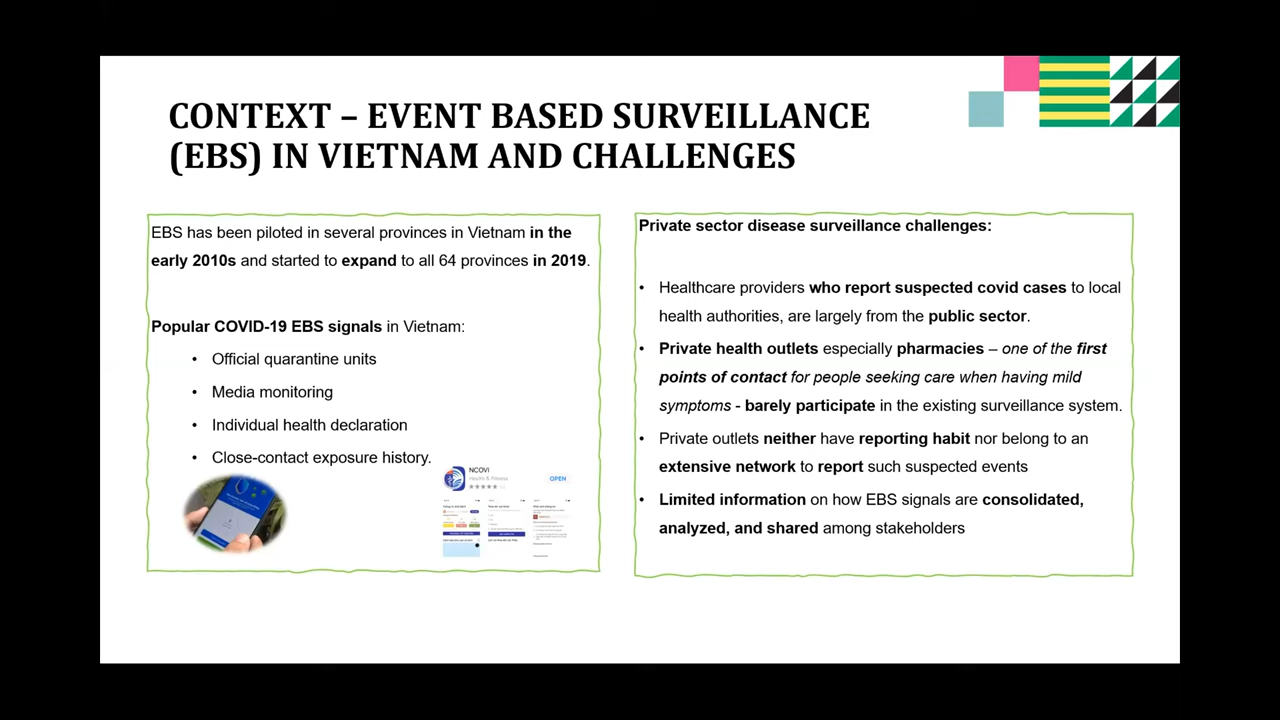 CONTEXT – EVENT BASED SURVEILLANCE
(EBS) IN VIETNAM AND CHALLENGES
EBS has been piloted in several provinces in Vietnam in the
early 2010s and started to expand to all 64 provinces in 2019.
Popular COVID-19 EBS signals in Vietnam:
• Official quarantine units
• Media monitoring
• Individual health declaration
• Close-contact exposure history.
NCOVI
Health & Fitness
OPEN
Private sector disease surveillance challenges:
• Healthcare providers who report suspected covid cases to local
health authorities, are largely from the public sector.
• Private health outlets especially pharmacies – one of the first
points of contact for people seeking care when having mild
symptoms - barely participate in the existing surveillance system.
• Private outlets neither have reporting habit nor belong to an
extensive network to report such suspected events
• Limited information on how EBS signals are consolidated,
analyzed, and shared among stakeholders